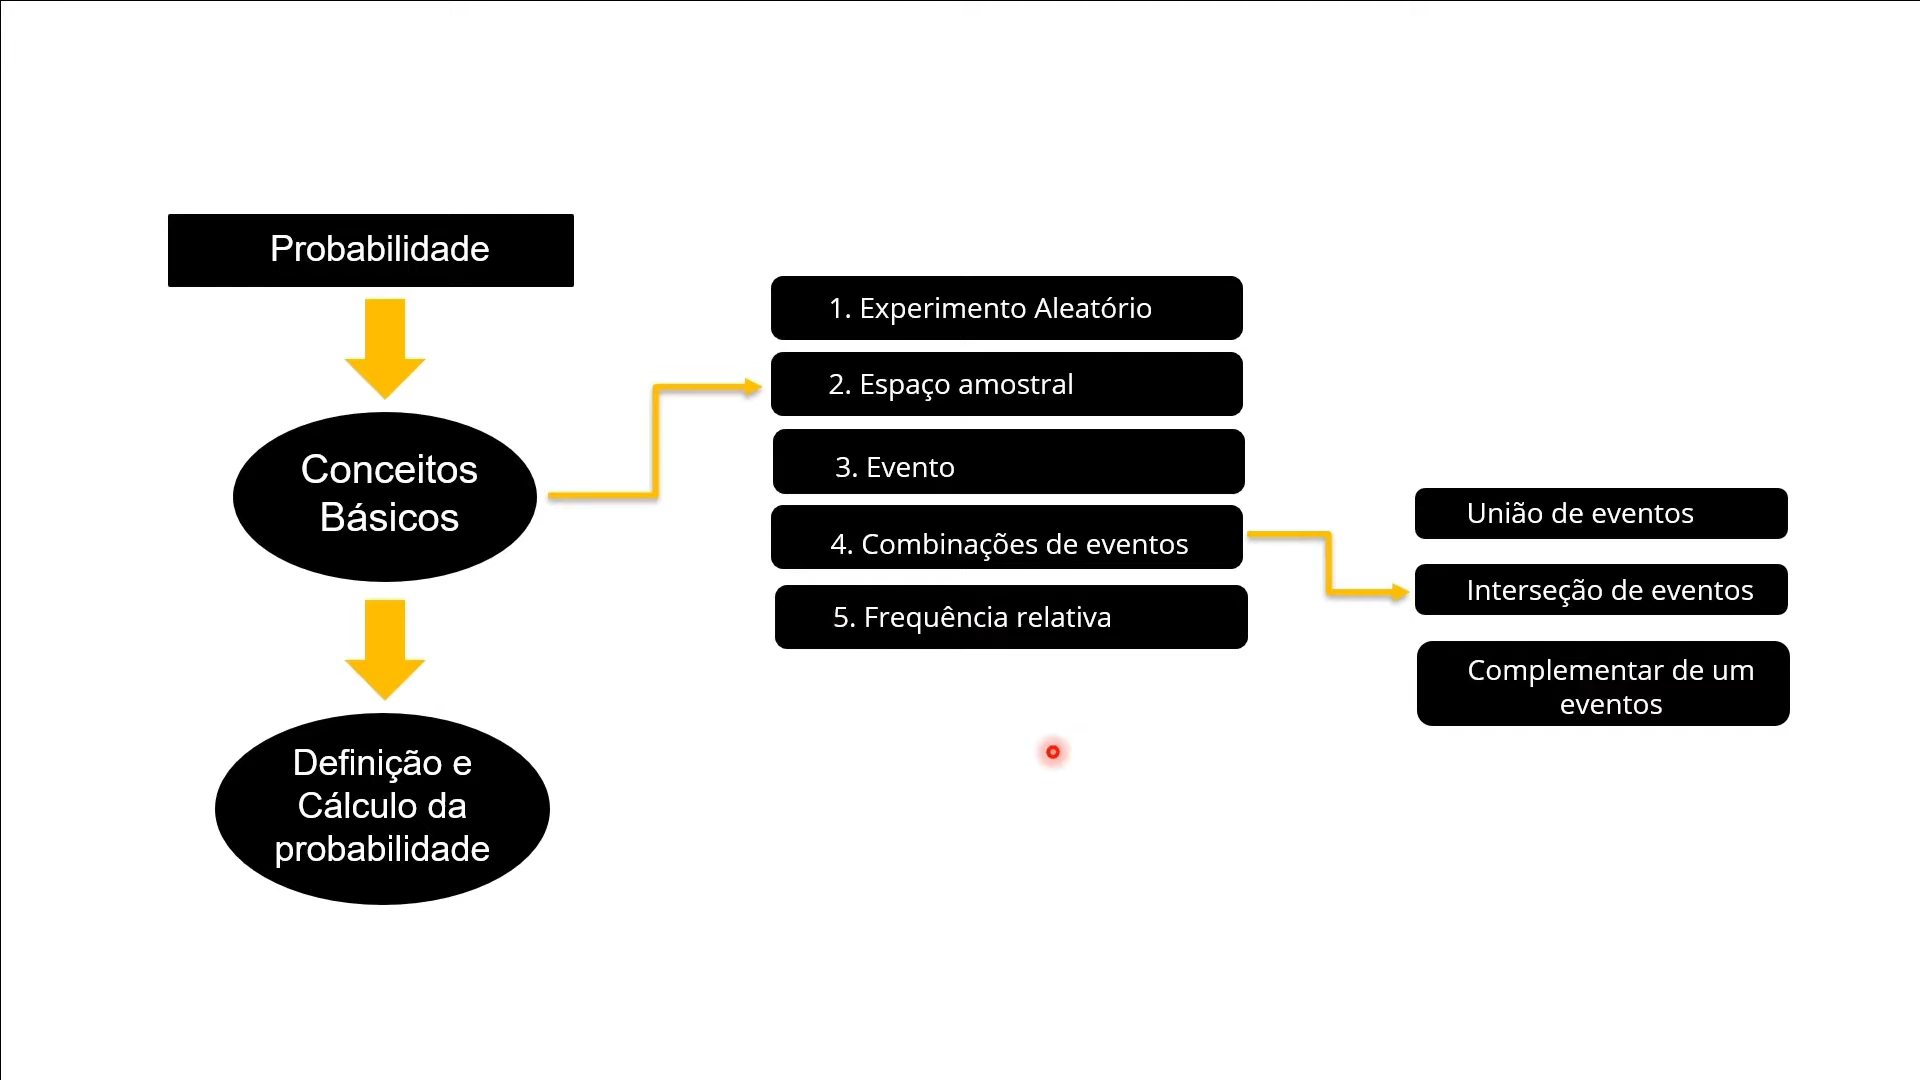 Probabilidade
Conceitos
Básicos
Definição e
Cálculo da
probabilidade
1. Experimento Aleatório
2. Espaço amostral
3. Evento
4. Combinações de eventos
5. Frequência relativa
União de eventos
Interseção de eventos
Complementar de um
eventos